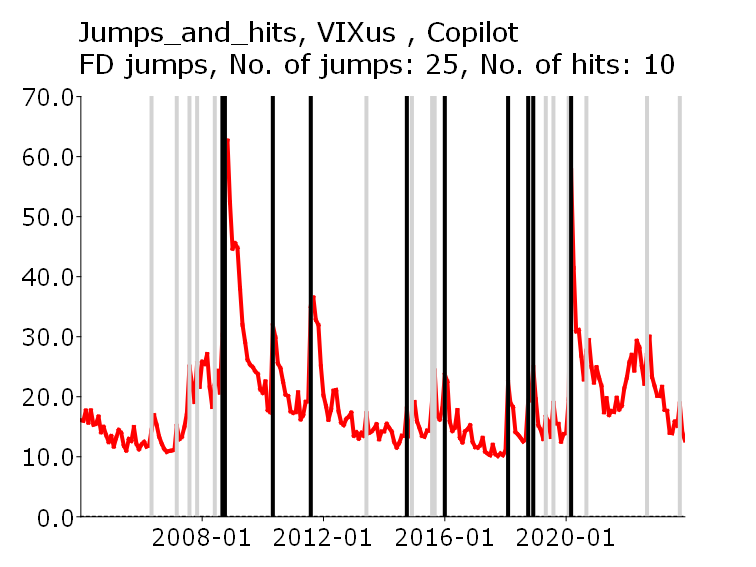 Jumps_and_hits, VIXus , Copilot
FD jumps, No. of jumps: 25, No. of hits: 10
70.0
60.0
50.0
40.0
30.0
20.0
10.0
0.0
2008-01 2012-01 2016-01 2020-01